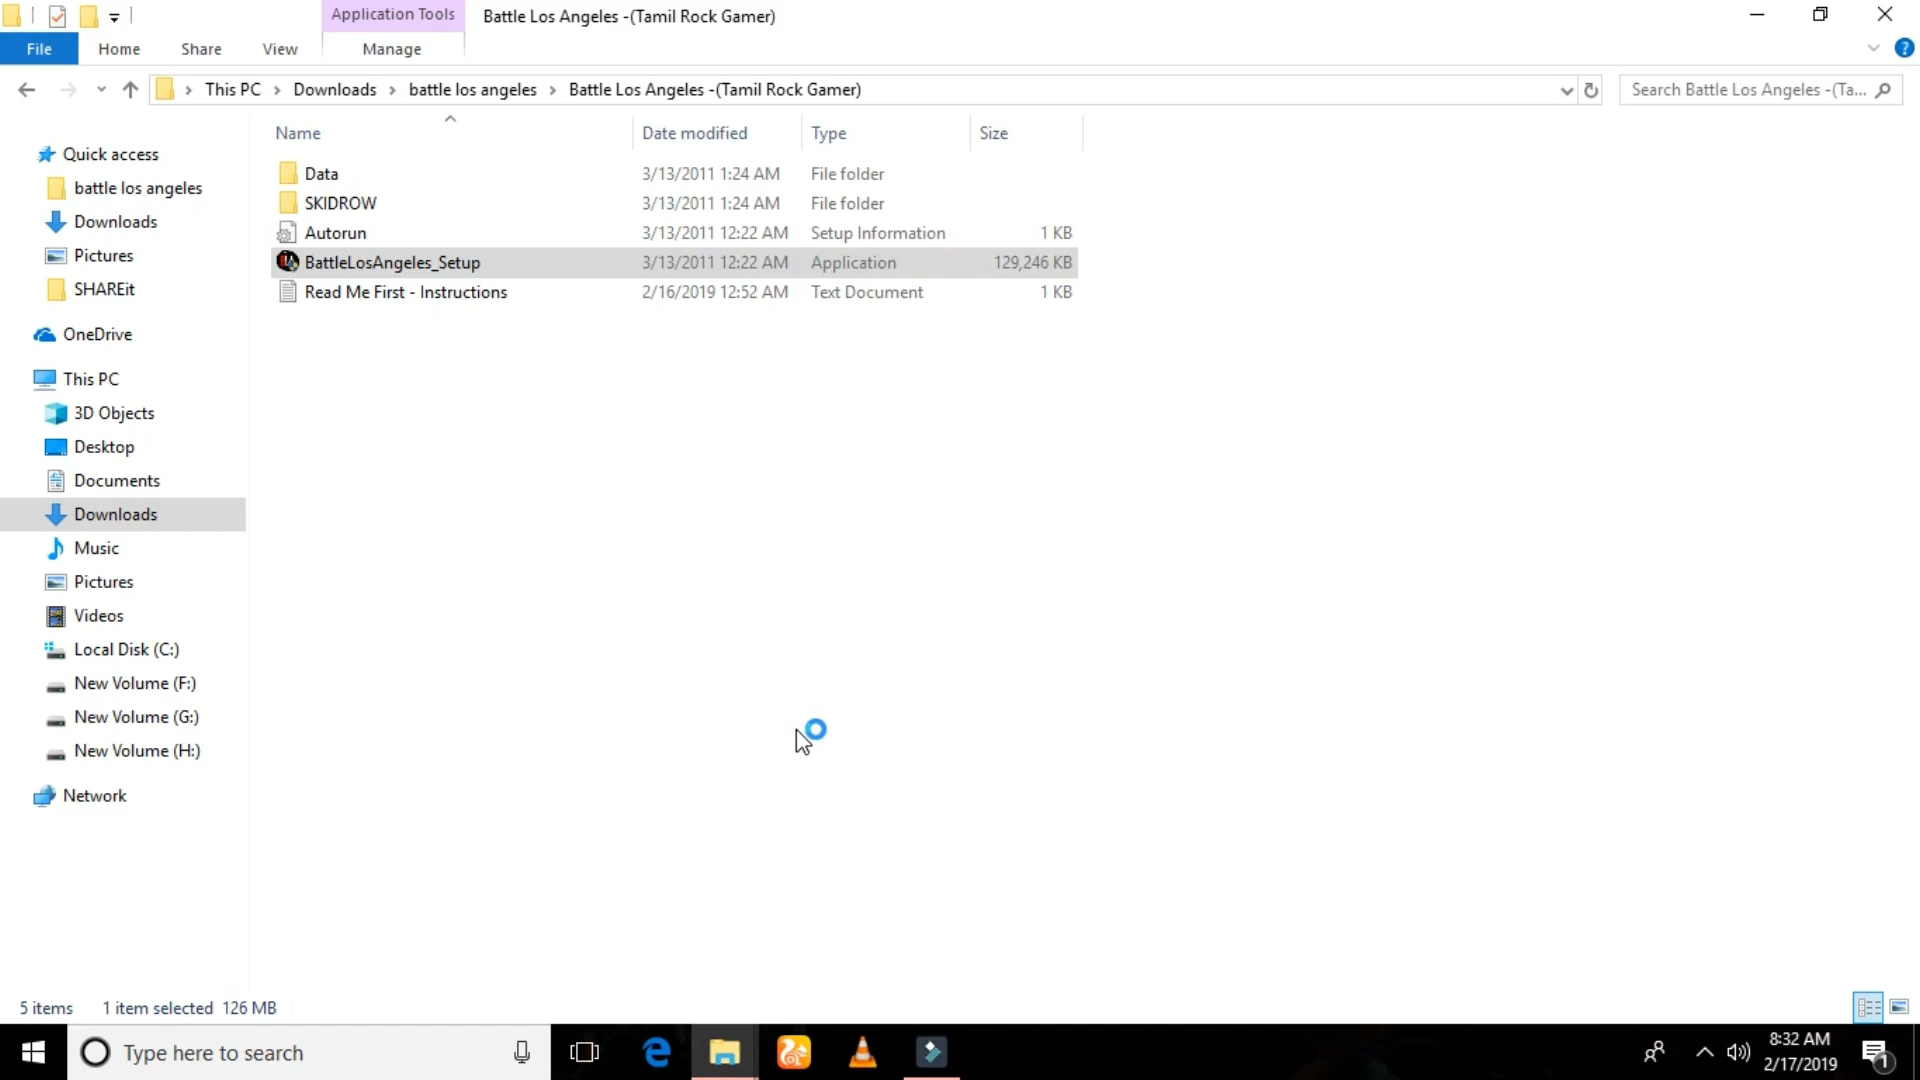 Application Tools
Battle Los Angeles -(Tamil Rock Gamer)
File
Home
Share
View
Manage
This PC
Downloads
battle los angeles
Battle Los Angeles -(Tamil Rock Gamer)
Search Battle Los Angeles -(Ta...
Name
Date modified
Type
Size
Quick access
battle los angeles
Downloads
Pictures
SHAREit
OneDrive
This PC
3D Objects
Desktop
Documents
Downloads
Music
Pictures
Videos
Local Disk (C:)
New Volume (F:)
New Volume (G:)
New Volume (H:)
Network
Data 3/13/2011 1:24 AM File folder
SKIDROW 3/13/2011 1:24 AM File folder
Autorun 3/13/2011 12:22 AM Setup Information 1 KB
BattleLosAngeles_Setup 3/13/2011 12:22 AM Application 129,246 KB
Read Me First - Instructions 2/16/2019 12:52 AM Text Document 1 KB
5 items 1 item selected 126 MB
Type here to search
8:32 AM
2/17/2019
1